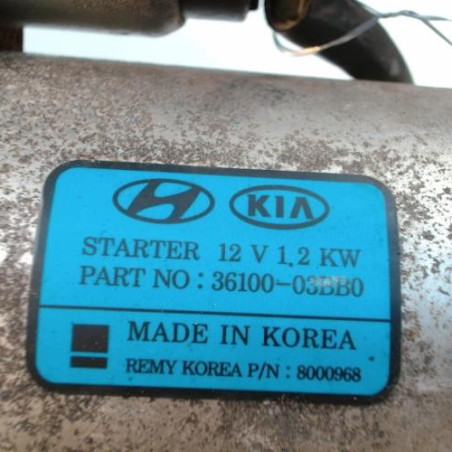 KIA
STARTER 12 V 1.2 KW
PART NO : 36100-03BB0
MADE IN KOREA
REMY KOREA P/N : 8000968